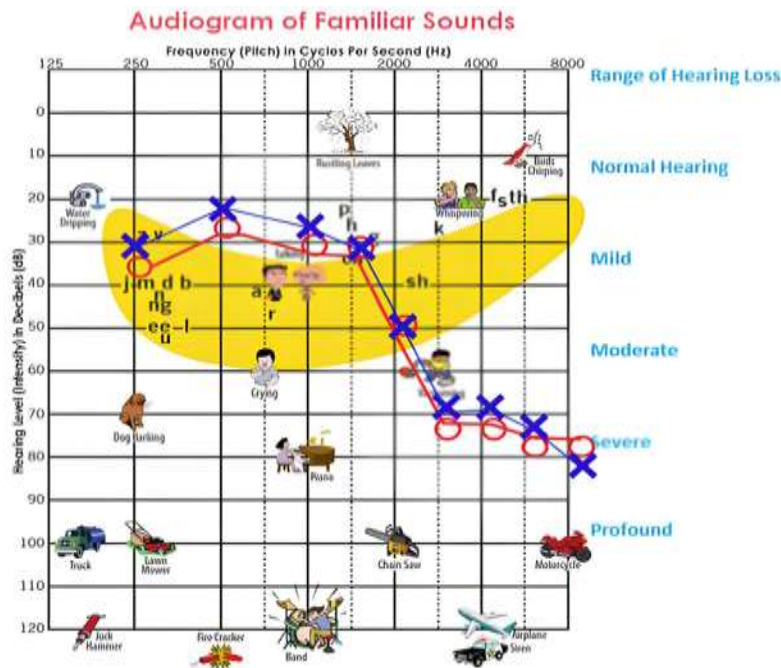 Audiogram of Familiar Sounds
Frequency (Pitch) in Cycles Per Second (Hz)
125 250 500 1000 2000 4000 8000
Range of Hearing Loss
Hearing Level (Intensity) in Decibels (dB)
0
10
20
30
40
50
60
70
80
90
100
110
120
Rustling Leaves
Birds
Chirping
Normal Hearing
Water
Dripping
Whispering
f s th
p
h
g
k
v
Mild
j m d b
n
ng
a
r
sh
ee l
u
Moderate
Crying
Dog Barking
Piano
Severe
Profound
Truck
Lawn
Mower
Chain Saw
Motorcycle
Jack
Hammer
Fire Cracker
Band
Airplane
Siren